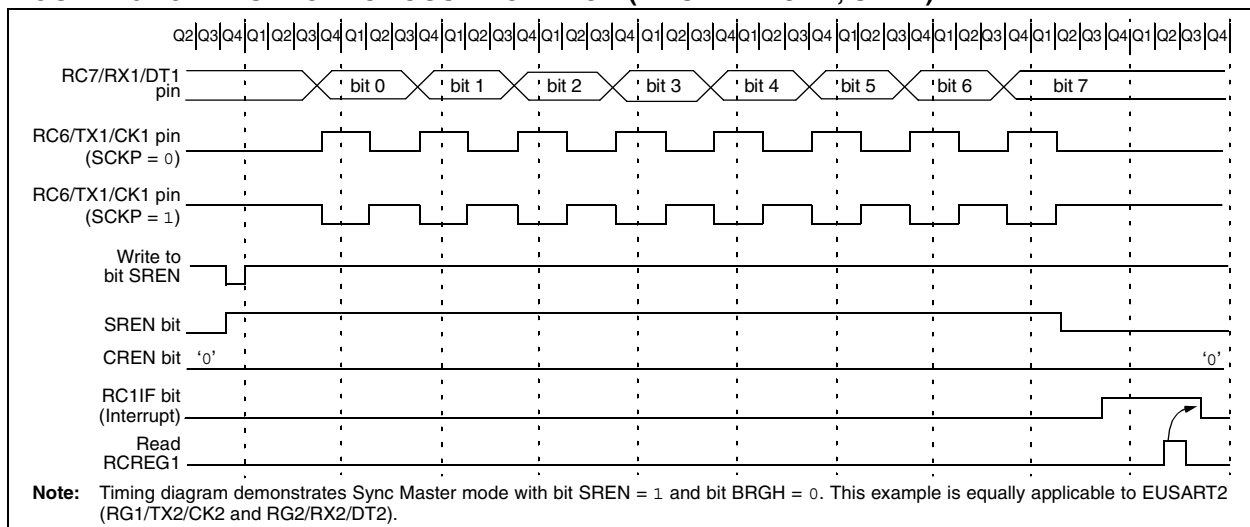 Q2 Q3 Q4 Q1 Q2 Q3 Q4 Q1 Q2 Q3 Q4 Q1 Q2 Q3 Q4 Q1 Q2 Q3 Q4 Q1 Q2 Q3 Q4 Q1 Q2 Q3 Q4 Q1 Q2 Q3 Q4 Q1 Q2 Q3 Q4 Q1 Q2 Q3 Q4 Q1 Q2 Q3 Q4
RC7/RX1/DT1
pin
bit 0 bit 1 bit 2 bit 3 bit 4 bit 5 bit 6 bit 7
RC6/TX1/CK1 pin
(SCKP = 0)
RC6/TX1/CK1 pin
(SCKP = 1)
Write to
bit SREN
SREN bit
CREN bit ‘0’ ‘0’
RC1IF bit
(Interrupt)
Read
RCREG1
Note: Timing diagram demonstrates Sync Master mode with bit SREN = 1 and bit BRGH = 0. This example is equally applicable to EUSART2
(RG1/TX2/CK2 and RG2/RX2/DT2).